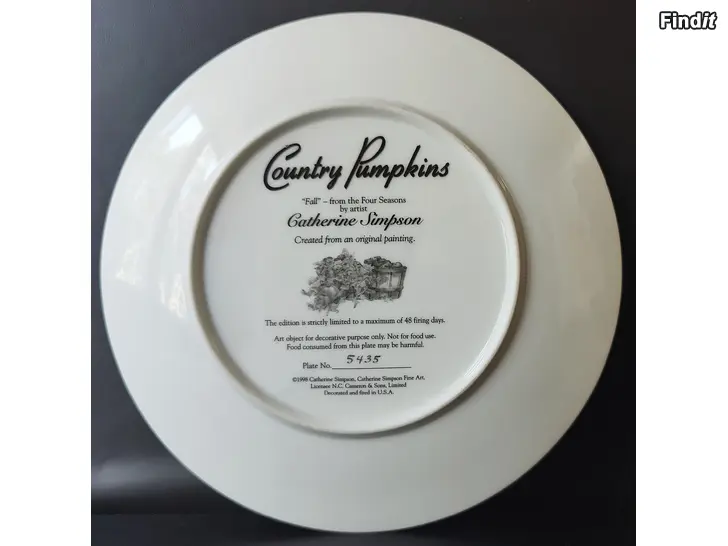 Findit
Country Pumpkins
"Fall" – from the Four Seasons
by artist
Catherine Simpson
Created from an original painting.
The edition is strictly limited to a maximum of 48 firing days.
Art object for decorative purpose only. Not for food use.
Food consumed from this plate may be harmful.
Plate No. 5435
©1998 Catherine Simpson, Catherine Simpson Fine Art,
Licensee N.C. Cameron & Sons, Limited
Decorated and fired in U.S.A.